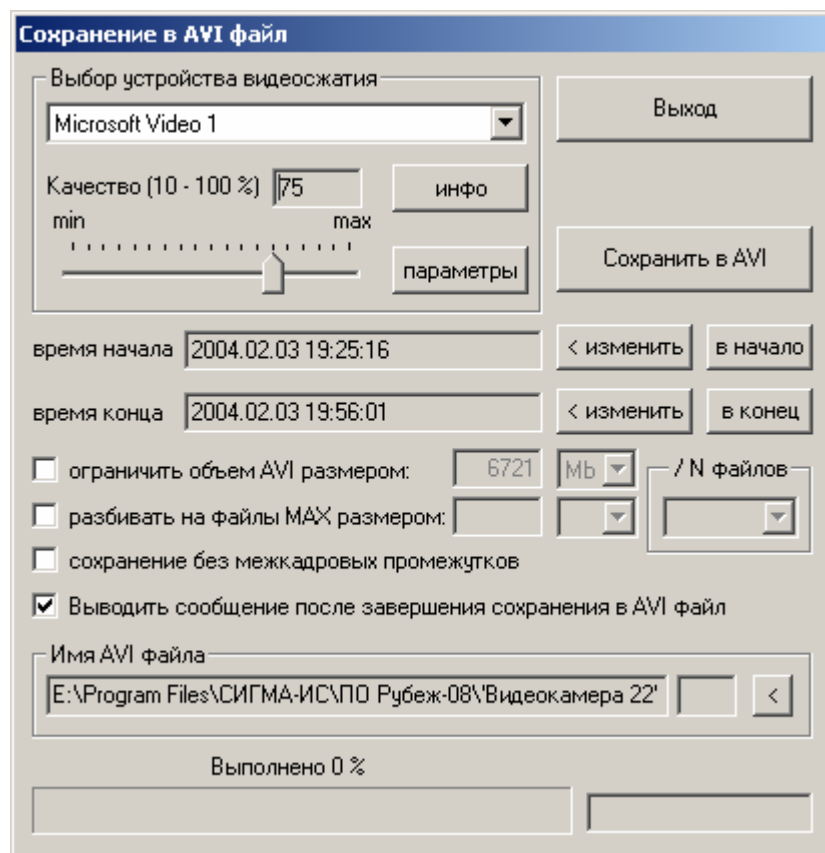 Сохранение в AVI файл
Выбор устройства видеосжатия
Microsoft Video 1
Выход
Качество (10 - 100 %) 75
инфо
min max
параметры
Сохранить в AVI
время начала 2004.02.03 19:25:16 < изменить в начало
время конца 2004.02.03 19:56:01 < изменить в конец
ограничить объем AVI размером: 6721 Mb
/ N файлов
разбивать на файлы MAX размером:
сохранение без межкадровых промежутков
Выводить сообщение после завершения сохранения в AVI файл
Имя AVI файла
E:\Program Files\СИГМА-ИС\ПО Рубеж-08\'Видеокамера 22' <
Выполнено 0 %